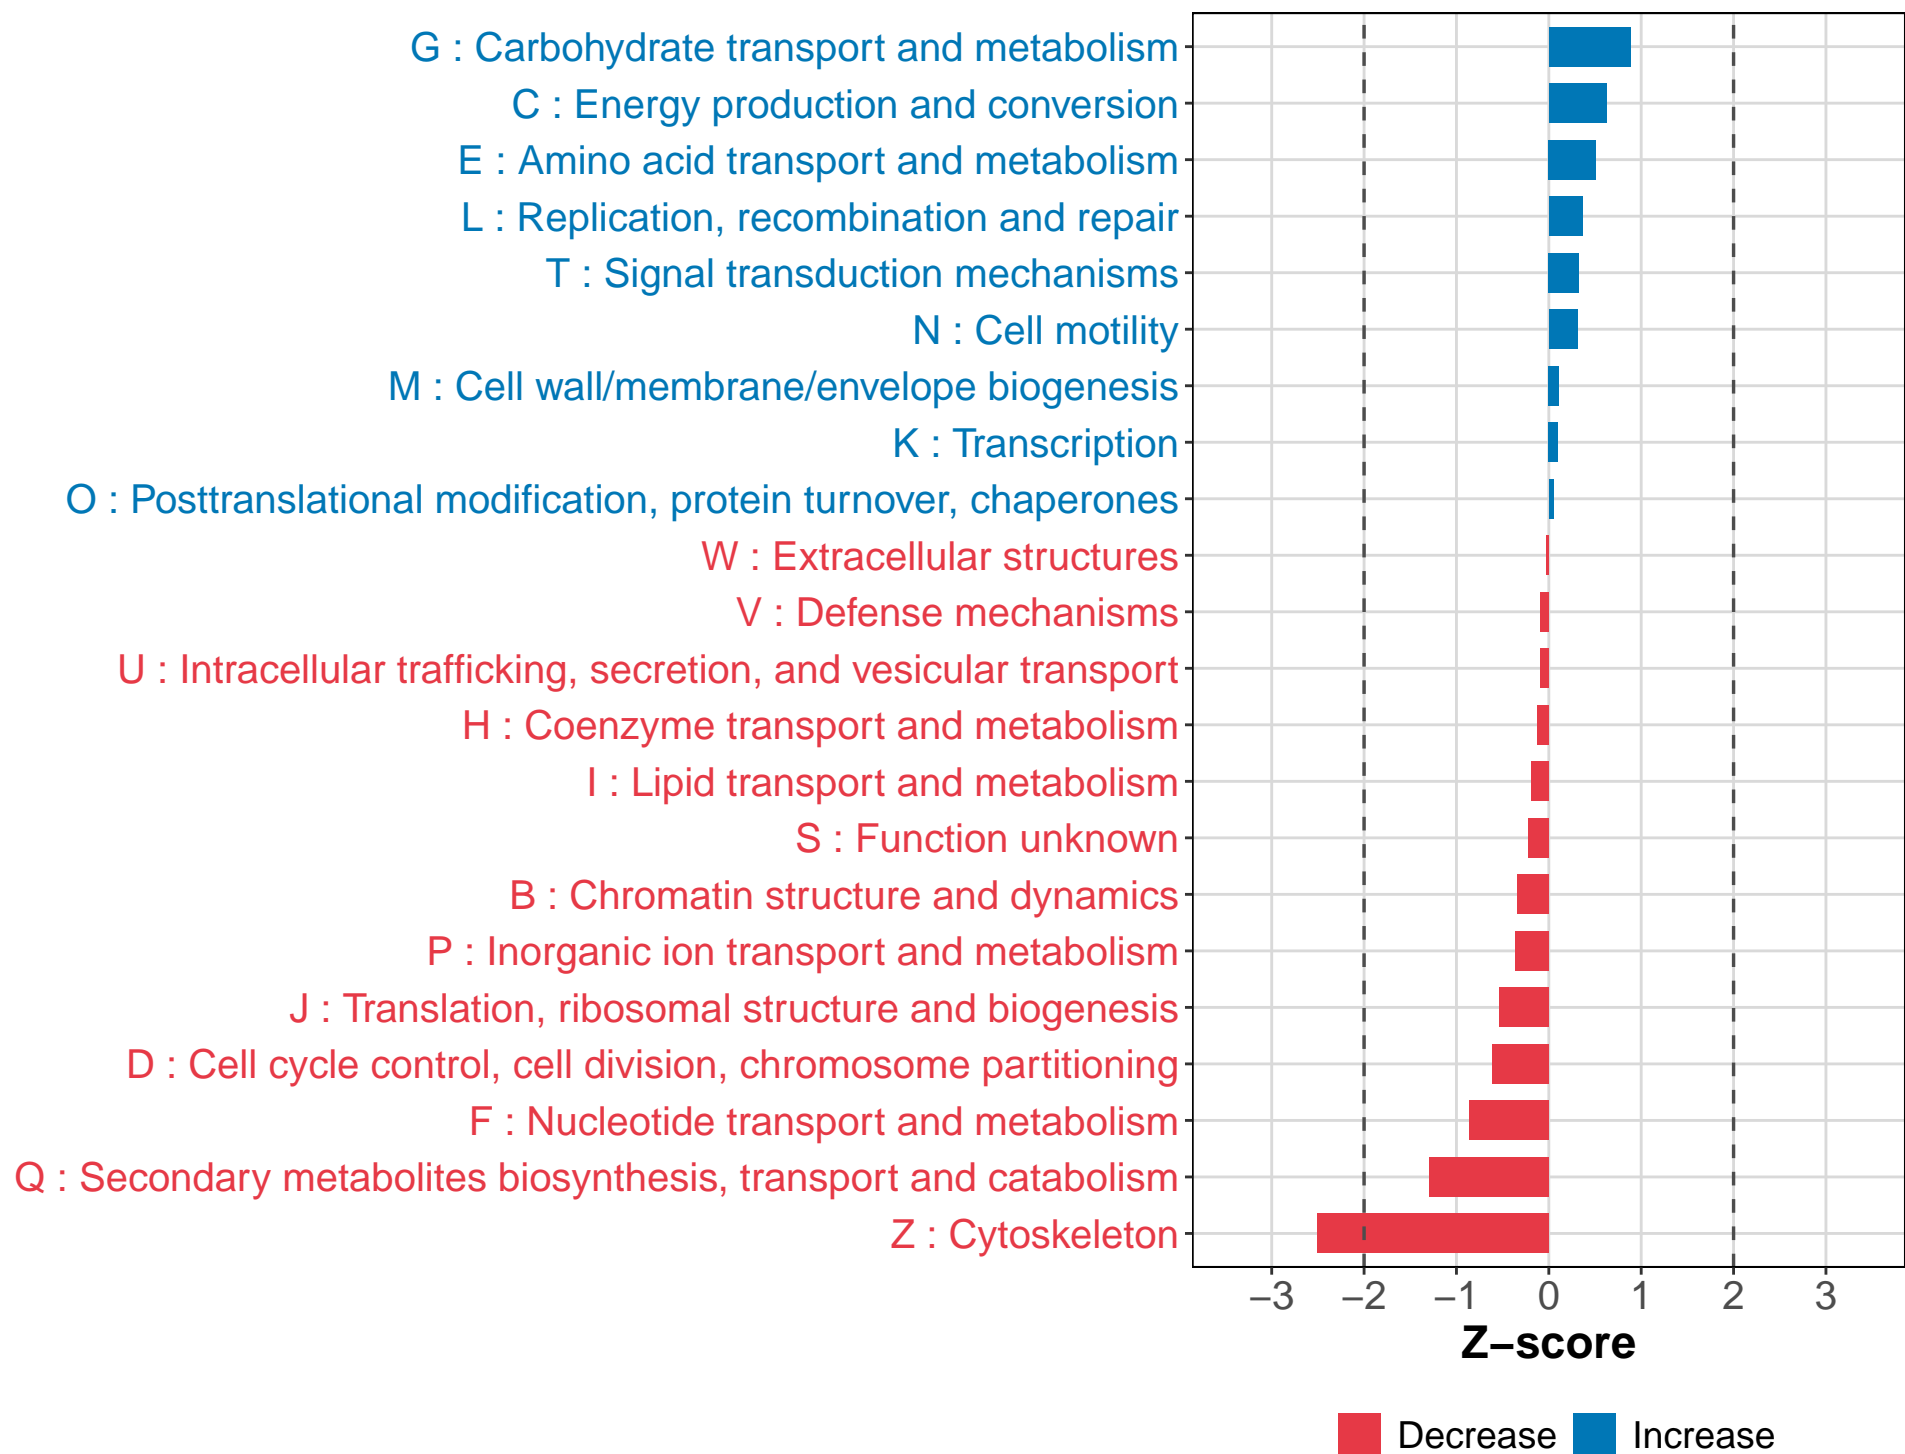 G : Carbohydrate transport and metabolism
C : Energy production and conversion
E : Amino acid transport and metabolism
L : Replication, recombination and repair
T : Signal transduction mechanisms
N : Cell motility
M : Cell wall/membrane/envelope biogenesis
K : Transcription
O : Posttranslational modification, protein turnover, chaperones
W : Extracellular structures
V : Defense mechanisms
U : Intracellular trafficking, secretion, and vesicular transport
H : Coenzyme transport and metabolism
I : Lipid transport and metabolism
S : Function unknown
B : Chromatin structure and dynamics
P : Inorganic ion transport and metabolism
J : Translation, ribosomal structure and biogenesis
D : Cell cycle control, cell division, chromosome partitioning
F : Nucleotide transport and metabolism
Q : Secondary metabolites biosynthesis, transport and catabolism
Z : Cytoskeleton
−3 −2 −1 0 1 2 3
Z−score
Decrease Increase